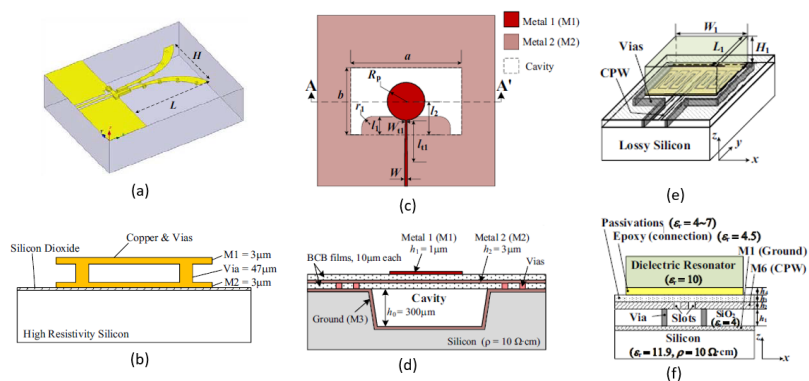 H
L
(a)
Metal 1 (M1)
Metal 2 (M2)
Cavity
a
b
Rp
A
A'
r1
l1
Wt1
l2
lt1
W
(c)
W1
L1
H1
Vias
CPW
Lossy Silicon
z
y
x
(e)
Silicon Dioxide
Copper & Vias
M1 = 3μm
Via = 47μm
M2 = 3μm
High Resistivity Silicon
(b)
BCB films, 10μm each
Metal 1 (M1)
h1 = 1μm
Metal 2 (M2)
h2 = 3μm
Vias
Cavity
h0 = 300μm
Ground (M3)
Silicon (ρ = 10 Ω·cm)
(d)
Passivations (εr = 4~7)
Epoxy (connection) (εr = 4.5)
M1 (Ground)
M6 (CPW)
Dielectric Resonator
(εr = 10)
Via
Slots
SiO2
(εr = 4)
h1
Silicon
(εr = 11.9, ρ = 10 Ω·cm)
z
x
(f)